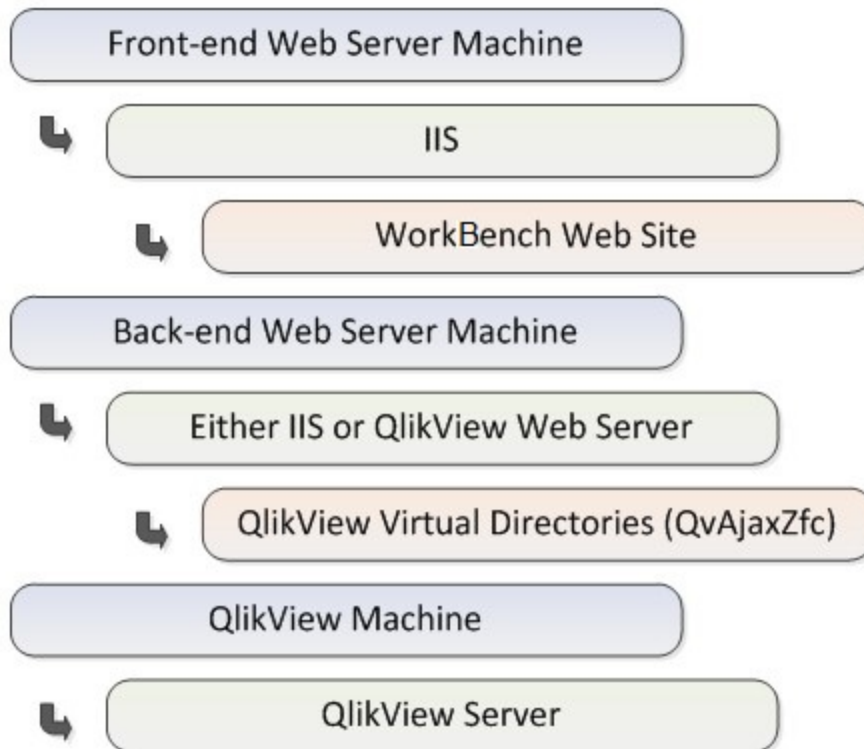 Front-end Web Server Machine
IIS
WorkBench Web Site
Back-end Web Server Machine
Either IIS or QlikView Web Server
QlikView Virtual Directories (QvAjaxZfc)
QlikView Machine
QlikView Server